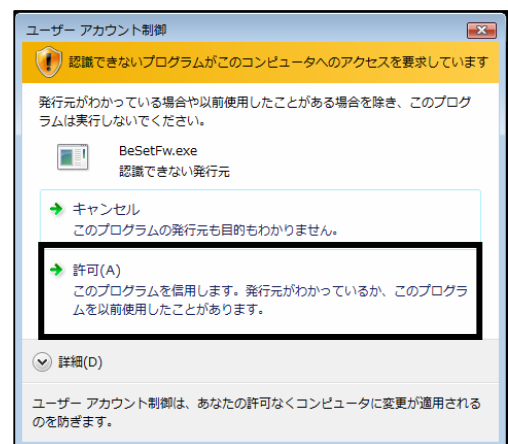 ユーザー アカウント制御
認識できないプログラムがこのコンピュータへのアクセスを要求しています
発行元がわかっている場合や以前使用したことがある場合を除き、このプログ
ラムは実行しないでください。
BeSetFw.exe
認識できない発行元
キャンセル
このプログラムの発行元も目的もわかりません。
許可(A)
このプログラムを信用します。発行元がわかっているか、このプログラ
ムを以前使用したことがあります。
詳細(D)
ユーザー アカウント制御は、あなたの許可なくコンピュータに変更が適用される
のを防ぎます。